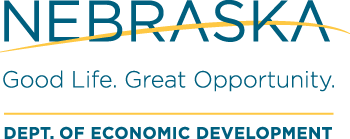 NEBRASKA
Good Life. Great Opportunity.
DEPT. OF ECONOMIC DEVELOPMENT